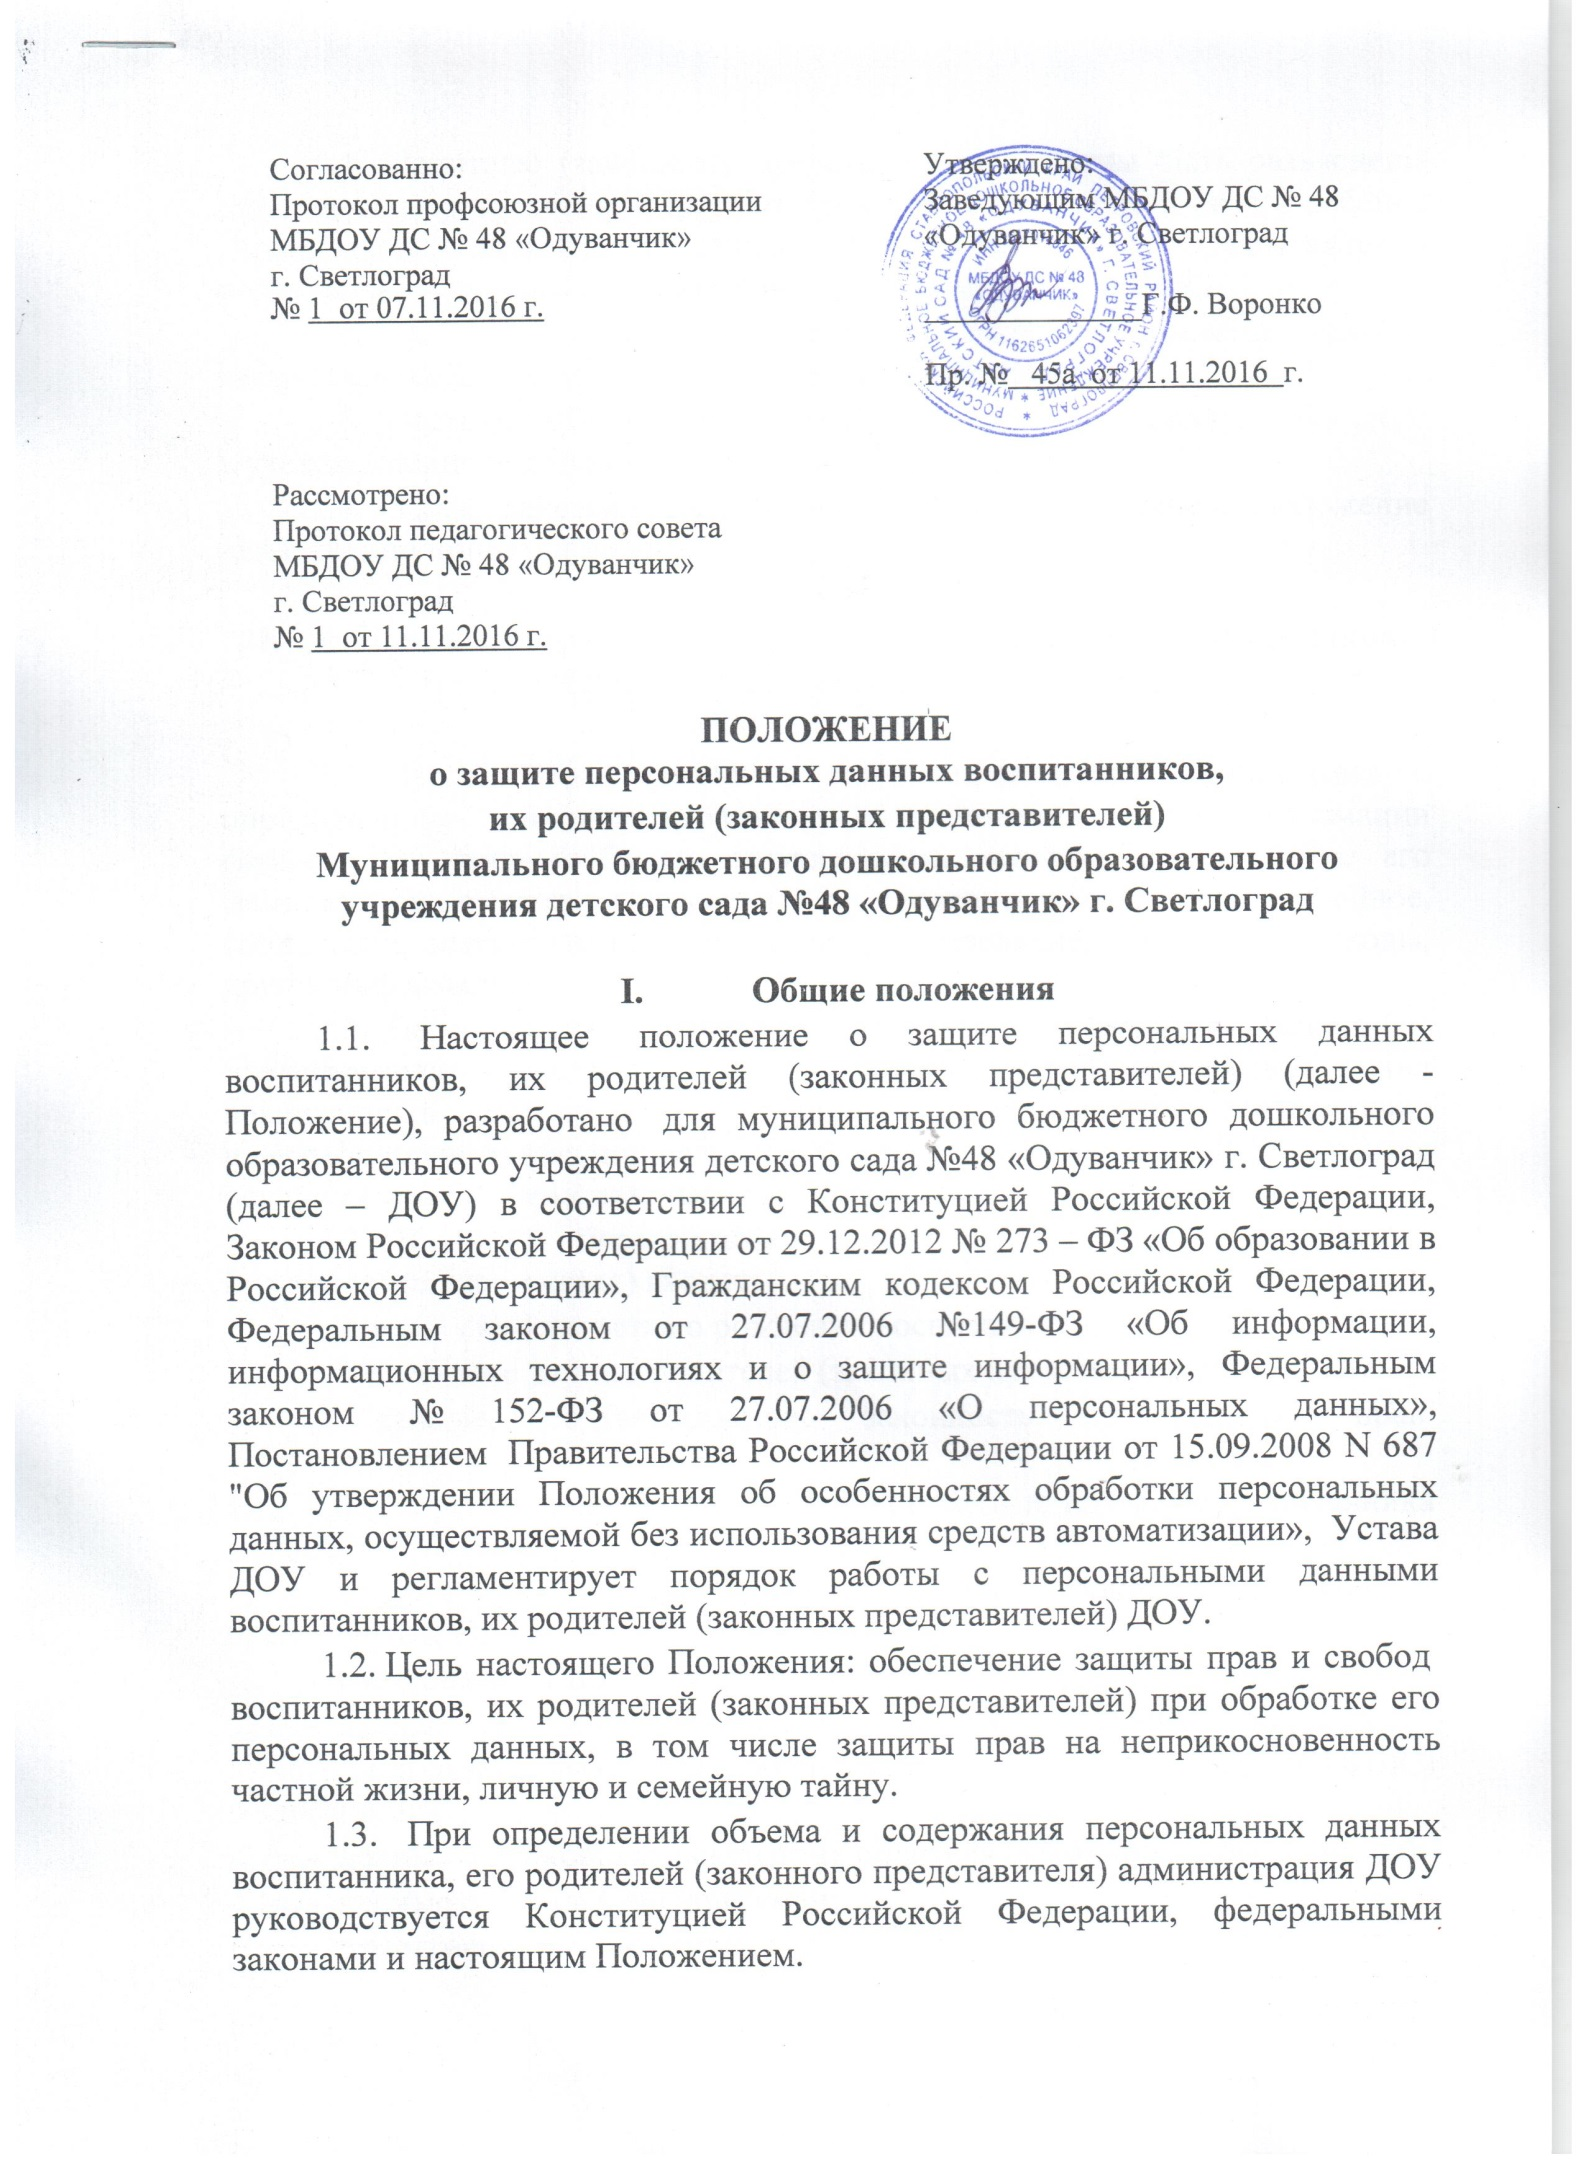 Согласованно:
Протокол профсоюзной организации
МБДОУ ДС № 48 «Одуванчик»
г. Светлоград
№ 1 от 07.11.2016 г.
Утверждено:
Заведующим МБДОУ ДС № 48
«Одуванчик» г. Светлоград
Г.Ф. Воронко
Пр. № 45а от 11.11.2016 г.
МБДОУ ДС № 48
«ОДУВАНЧИК»
ОГРН 1162651062397
Рассмотрено:
Протокол педагогического совета
МБДОУ ДС № 48 «Одуванчик»
г. Светлоград
№ 1 от 11.11.2016 г.
ПОЛОЖЕНИЕ
о защите персональных данных воспитанников,
их родителей (законных представителей)
Муниципального бюджетного дошкольного образовательного
учреждения детского сада №48 «Одуванчик» г. Светлоград
I. Общие положения
1.1. Настоящее положение о защите персональных данных
воспитанников, их родителей (законных представителей) (далее -
Положение), разработано для муниципального бюджетного дошкольного
образовательного учреждения детского сада №48 «Одуванчик» г. Светлоград
(далее – ДОУ) в соответствии с Конституцией Российской Федерации,
Законом Российской Федерации от 29.12.2012 № 273 – ФЗ «Об образовании в
Российской Федерации», Гражданским кодексом Российской Федерации,
Федеральным законом от 27.07.2006 №149-ФЗ «Об информации,
информационных технологиях и о защите информации», Федеральным
законом № 152-ФЗ от 27.07.2006 «О персональных данных»,
Постановлением Правительства Российской Федерации от 15.09.2008 N 687
"Об утверждении Положения об особенностях обработки персональных
данных, осуществляемой без использования средств автоматизации», Устава
ДОУ и регламентирует порядок работы с персональными данными
воспитанников, их родителей (законных представителей) ДОУ.
1.2. Цель настоящего Положения: обеспечение защиты прав и свобод
воспитанников, их родителей (законных представителей) при обработке его
персональных данных, в том числе защиты прав на неприкосновенность
частной жизни, личную и семейную тайну.
1.3. При определении объема и содержания персональных данных
воспитанника, его родителей (законного представителя) администрация ДОУ
руководствуется Конституцией Российской Федерации, федеральными
законами и настоящим Положением.